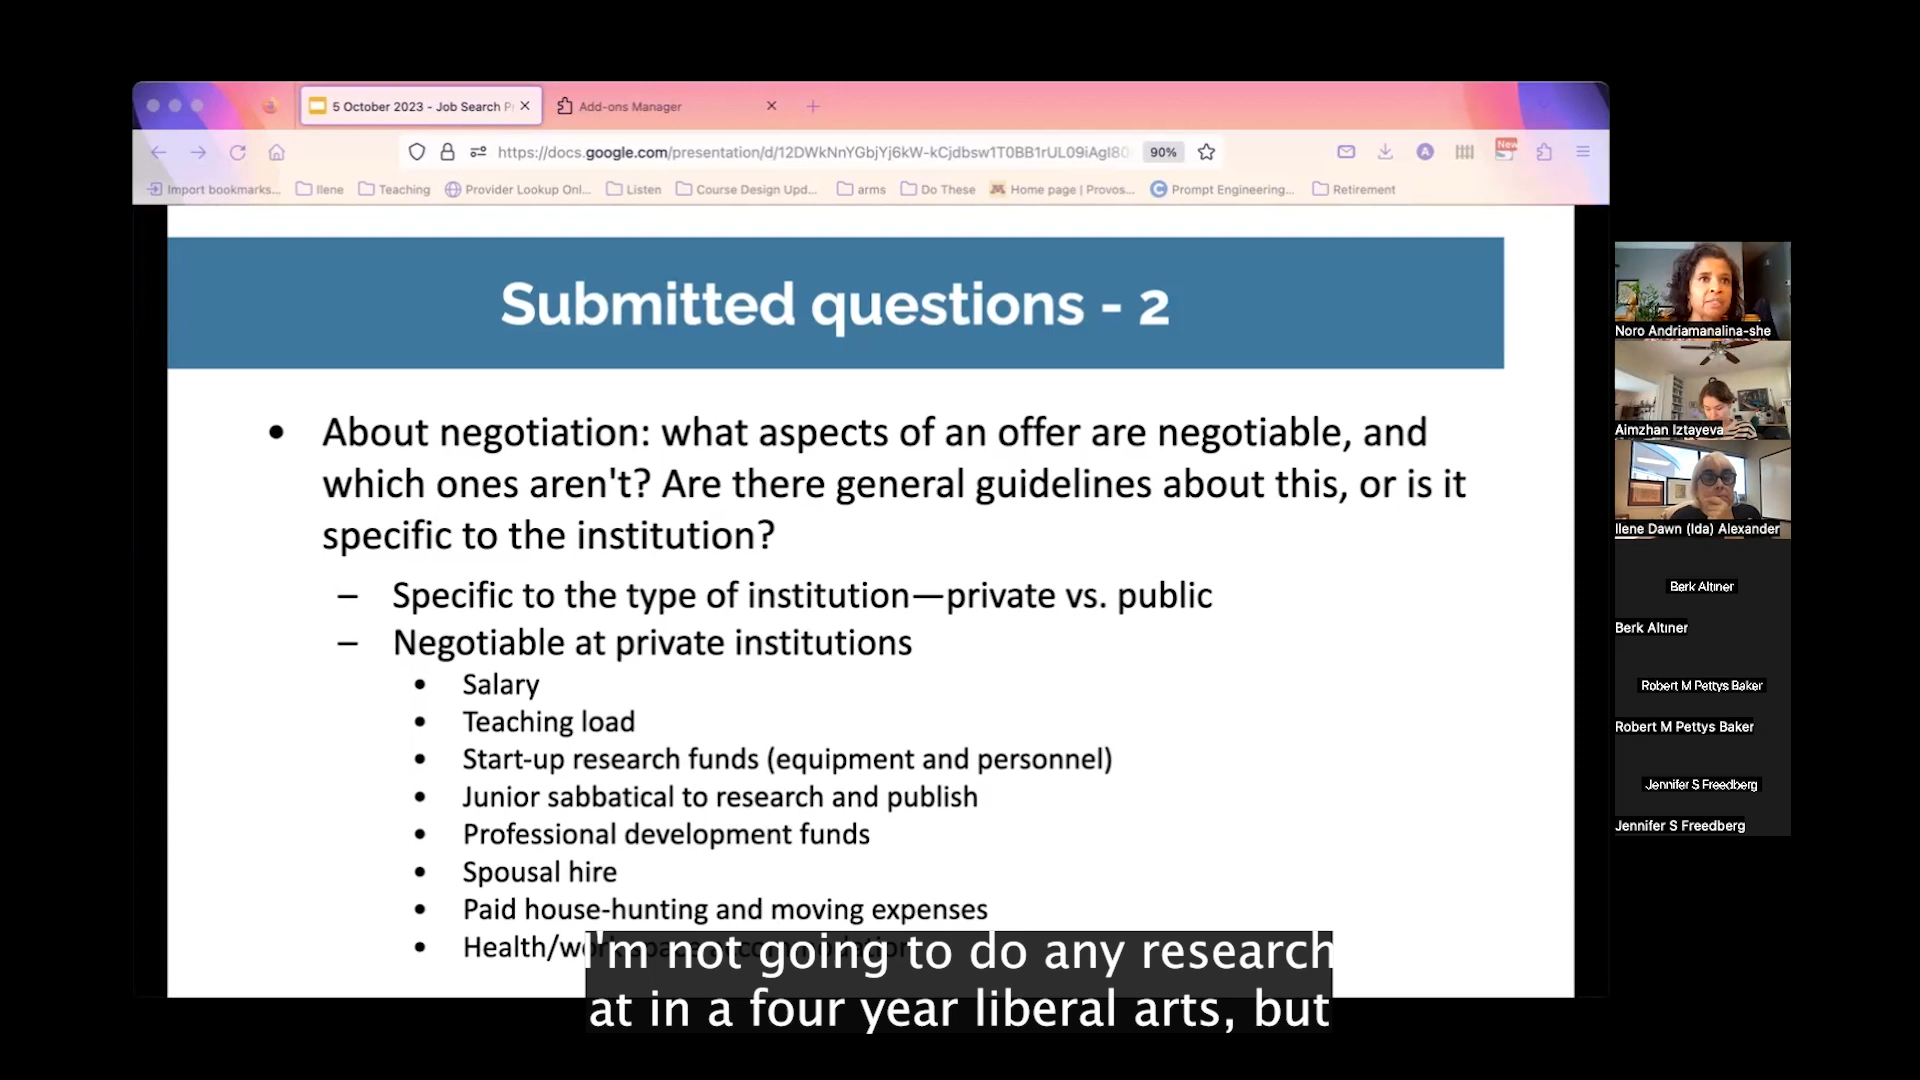 5 October 2023 - Job Search P
Add-ons Manager
https://docs.google.com/presentation/d/12DWkNnYGbjYj6kW-kCjdbsw1T0BB1rUL09iAgI80
90%
New
Import bookmarks...
Ilene
Teaching
Provider Lookup Onl...
Listen
Course Design Upd...
arms
Do These
Home page | Provos...
Prompt Engineering...
Retirement
Submitted questions - 2
• About negotiation: what aspects of an offer are negotiable, and
which ones aren't? Are there general guidelines about this, or is it
specific to the institution?
– Specific to the type of institution—private vs. public
– Negotiable at private institutions
• Salary
• Teaching load
• Start-up research funds (equipment and personnel)
• Junior sabbatical to research and publish
• Professional development funds
• Spousal hire
• Paid house-hunting and moving expenses
• Health/
I'm not going to do any research
at in a four year liberal arts, but
Noro Andriamanalina-she
Aimzhan Iztayeva
Ilene Dawn (Ida) Alexander
Berk Altıner
Berk Altıner
Robert M Pettys Baker
Robert M Pettys Baker
Jennifer S Freedberg
Jennifer S Freedberg